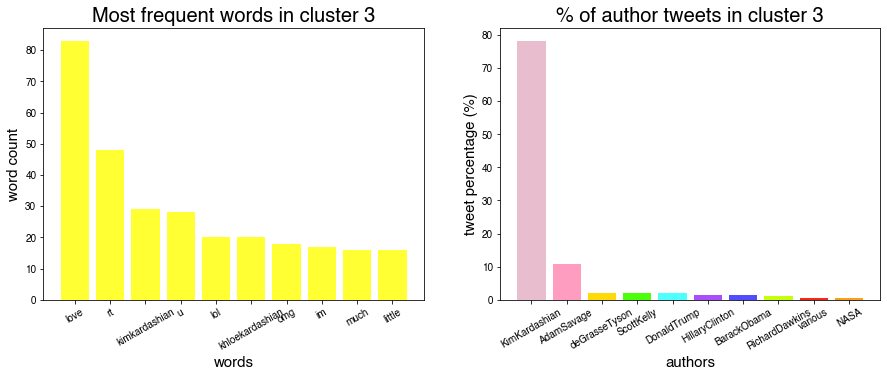 Most frequent words in cluster 3
word count
80
70
60
50
40
30
20
10
0
love
rt
kimkardashian
u
lol
khloekardashian
omg
im
much
little
words
% of author tweets in cluster 3
tweet percentage (%)
80
70
60
50
40
30
20
10
0
KimKardashian
AdamSavage
deGrasseTyson
ScottKelly
DonaldTrump
HillaryClinton
BarackObama
RichardDawkins
various
NASA
authors